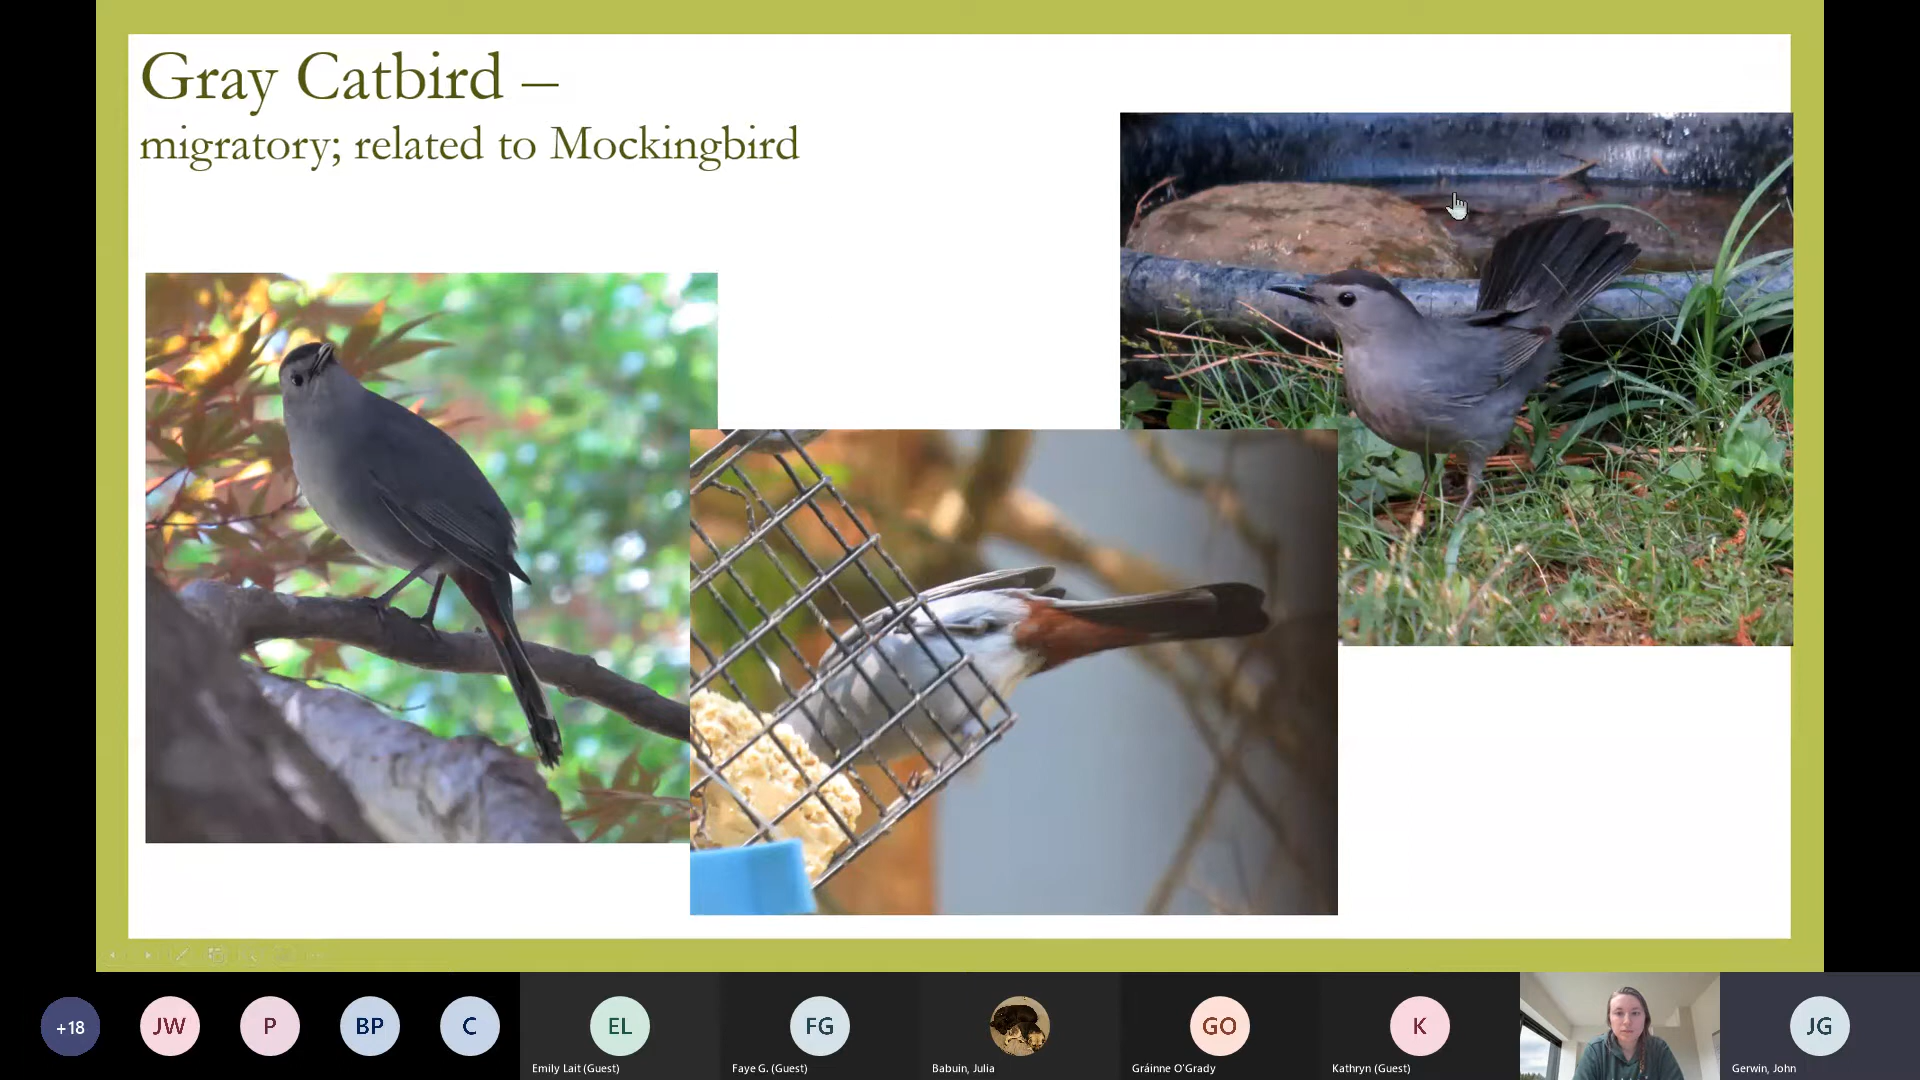 Gray Catbird –
migratory; related to Mockingbird
+18
JW
P
BP
C
EL
FG
GO
K
JG
Emily Lait (Guest)
Faye G. (Guest)
Babuin, Julia
Gráinne O'Grady
Kathryn (Guest)
Gerwin, John